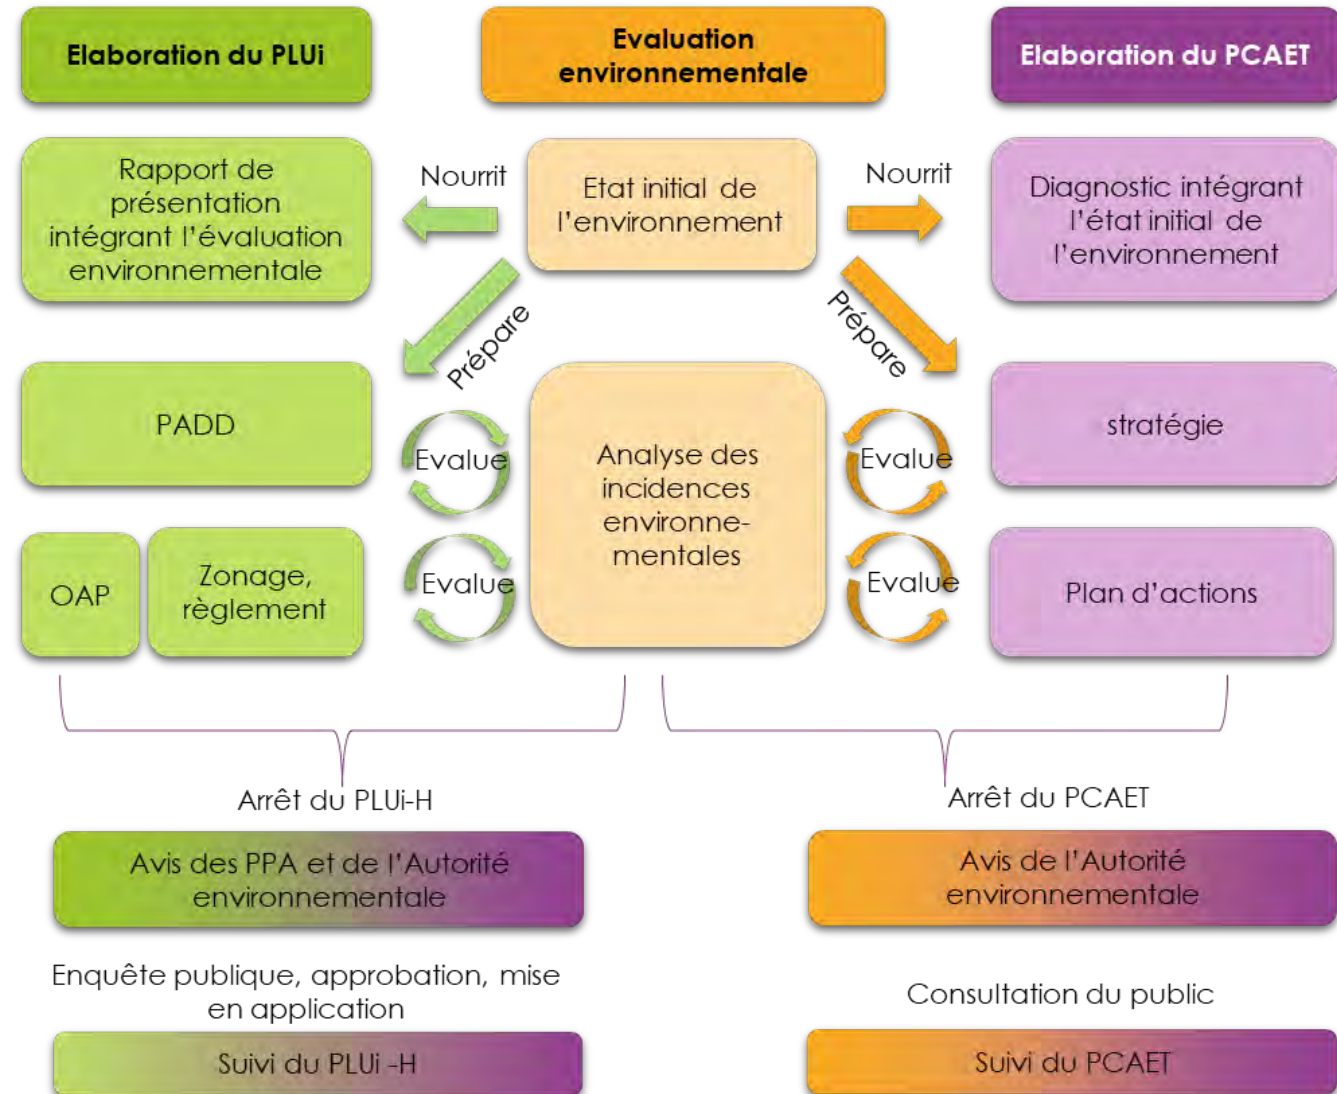 Elaboration du PLUi
Evaluation
environnementale
Elaboration du PCAET
Rapport de
présentation
intégrant l'évaluation
environnementale
Nourrit
Etat initial de
l'environnement
Nourrit
Diagnostic intégrant
l'état initial de
l'environnement
Prépare
Prépare
PADD
Evalue
Analyse des
incidences
environne-
mentales
Evalue
stratégie
OAP
Zonage,
règlement
Evalue
Evalue
Plan d'actions
Arrêt du PLUi-H
Arrêt du PCAET
Avis des PPA et de l'Autorité
environnementale
Avis de l'Autorité
environnementale
Enquête publique, approbation, mise
en application
Consultation du public
Suivi du PLUi -H
Suivi du PCAET